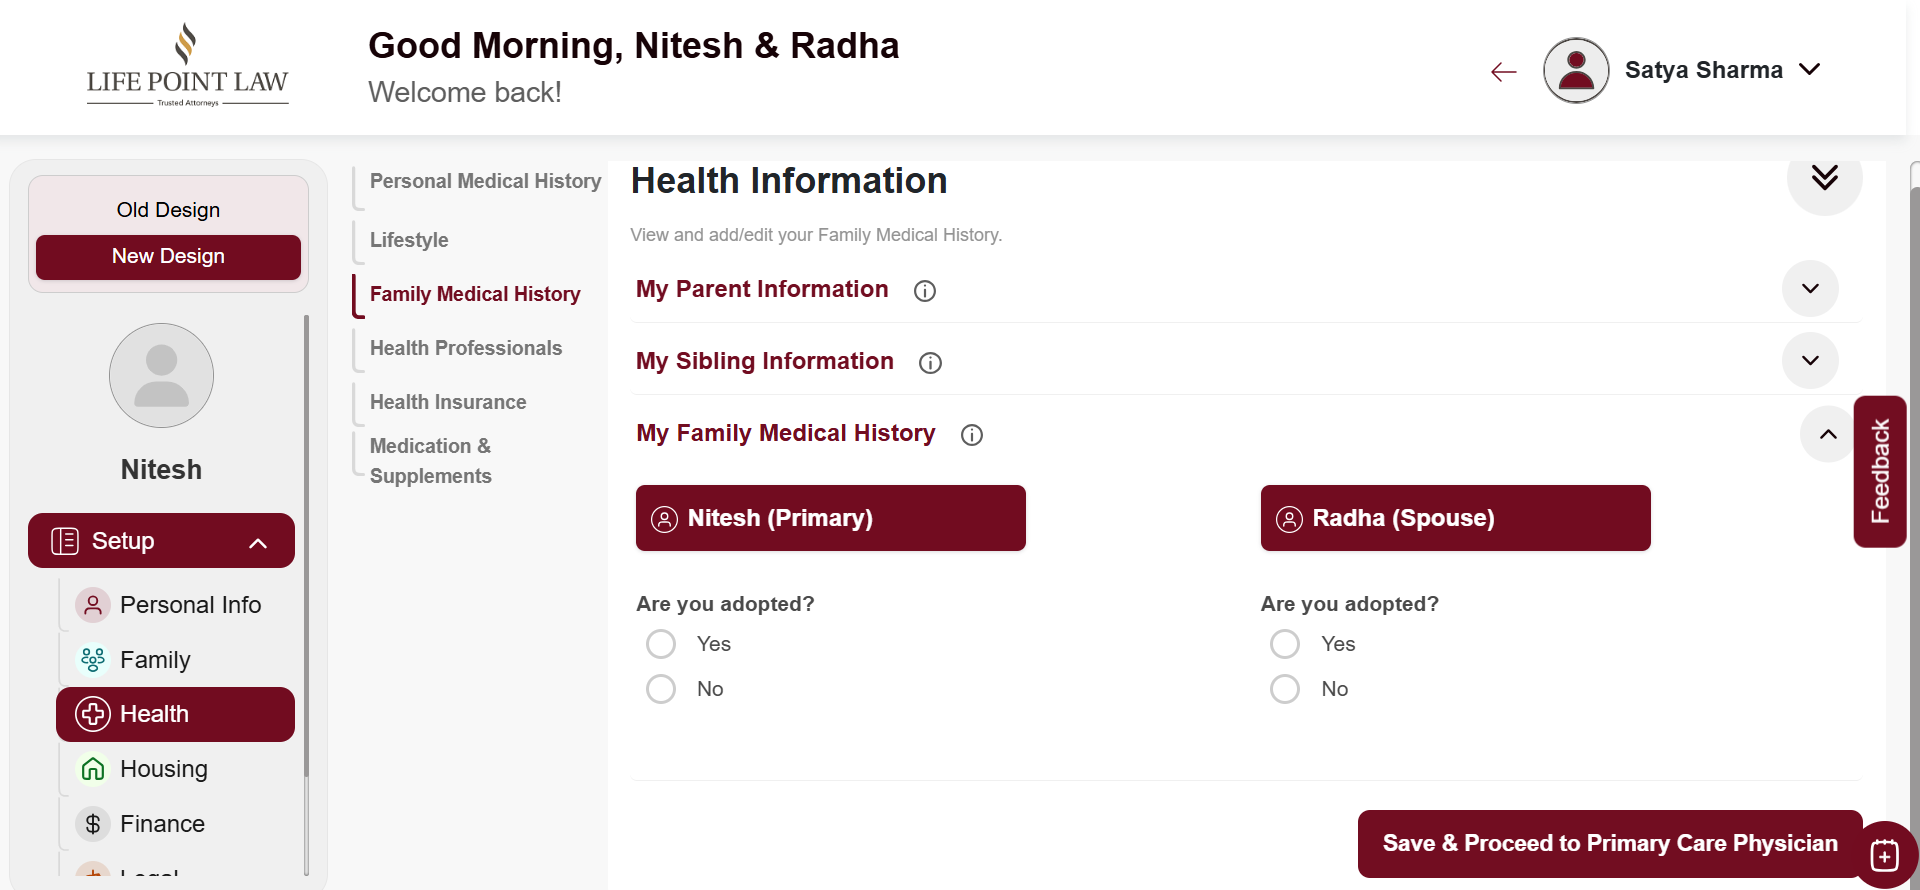 LIFE POINT LAW
Trusted Attorneys
Good Morning, Nitesh & Radha
Welcome back!
Satya Sharma
Old Design
New Design
Nitesh
Setup
Personal Info
Family
Health
Housing
Finance
Legal
Personal Medical History
Lifestyle
Family Medical History
Health Professionals
Health Insurance
Medication &
Supplements
Health Information
View and add/edit your Family Medical History.
My Parent Information
My Sibling Information
My Family Medical History
Nitesh (Primary)
Radha (Spouse)
Are you adopted?
Yes
No
Are you adopted?
Yes
No
Save & Proceed to Primary Care Physician
Feedback